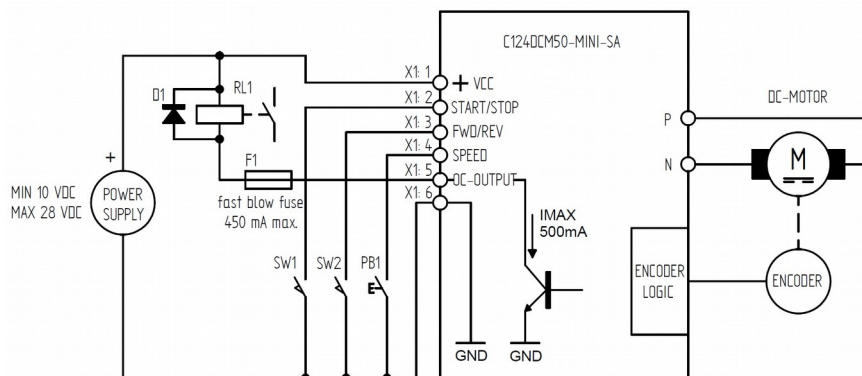 C124DCM50-MINI-SA
X1: 1
+ VCC
D1
RL1
X1: 2
START/STOP
DC-MOTOR
X1: 3
FWD/REV
P
X1: 4
SPEED
F1
X1: 5
OC-OUTPUT
N
M
+
X1: 6
MIN 10 VDC
MAX 28 VDC
POWER
SUPPLY
fast blow fuse
450 mA max.
IMAX
500mA
SW1
SW2
PB1
ENCODER
LOGIC
ENCODER
GND
GND